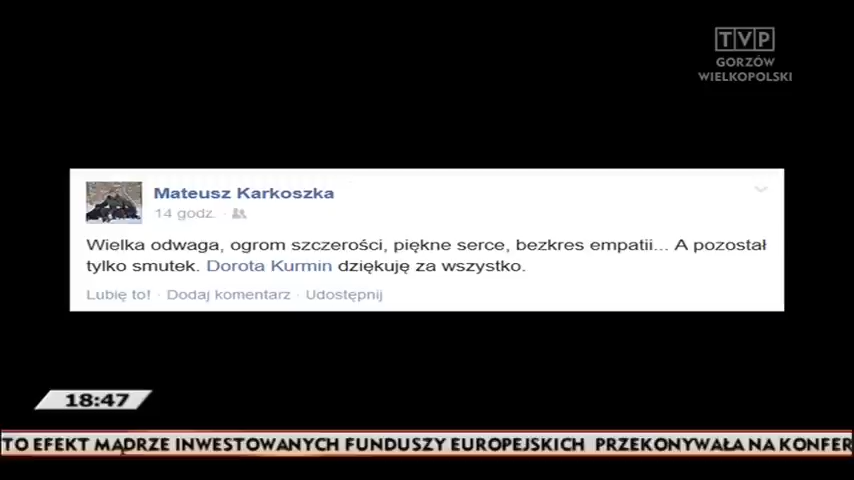 TVP
GORZÓW
WIELKOPOLSKI
Mateusz Karkoszka
14 godz. ·
Wielka odwaga, ogrom szczerości, piękne serce, bezkres empatii... A pozostał
tylko smutek. Dorota Kurmin dziękuję za wszystko.
Lubię to! · Dodaj komentarz · Udostępnij
18:47
TO EFEKT MĄDRZE INWESTOWANYCH FUNDUSZY EUROPEJSKICH PRZEKONYWAŁA NA KONFER